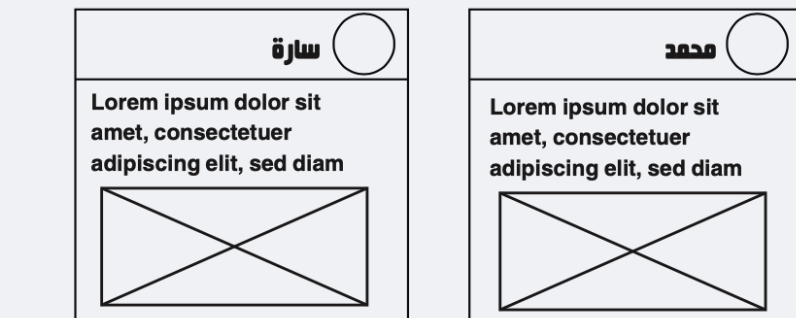 سارة
Lorem ipsum dolor sit
amet, consectetuer
adipiscing elit, sed diam
محمد
Lorem ipsum dolor sit
amet, consectetuer
adipiscing elit, sed diam